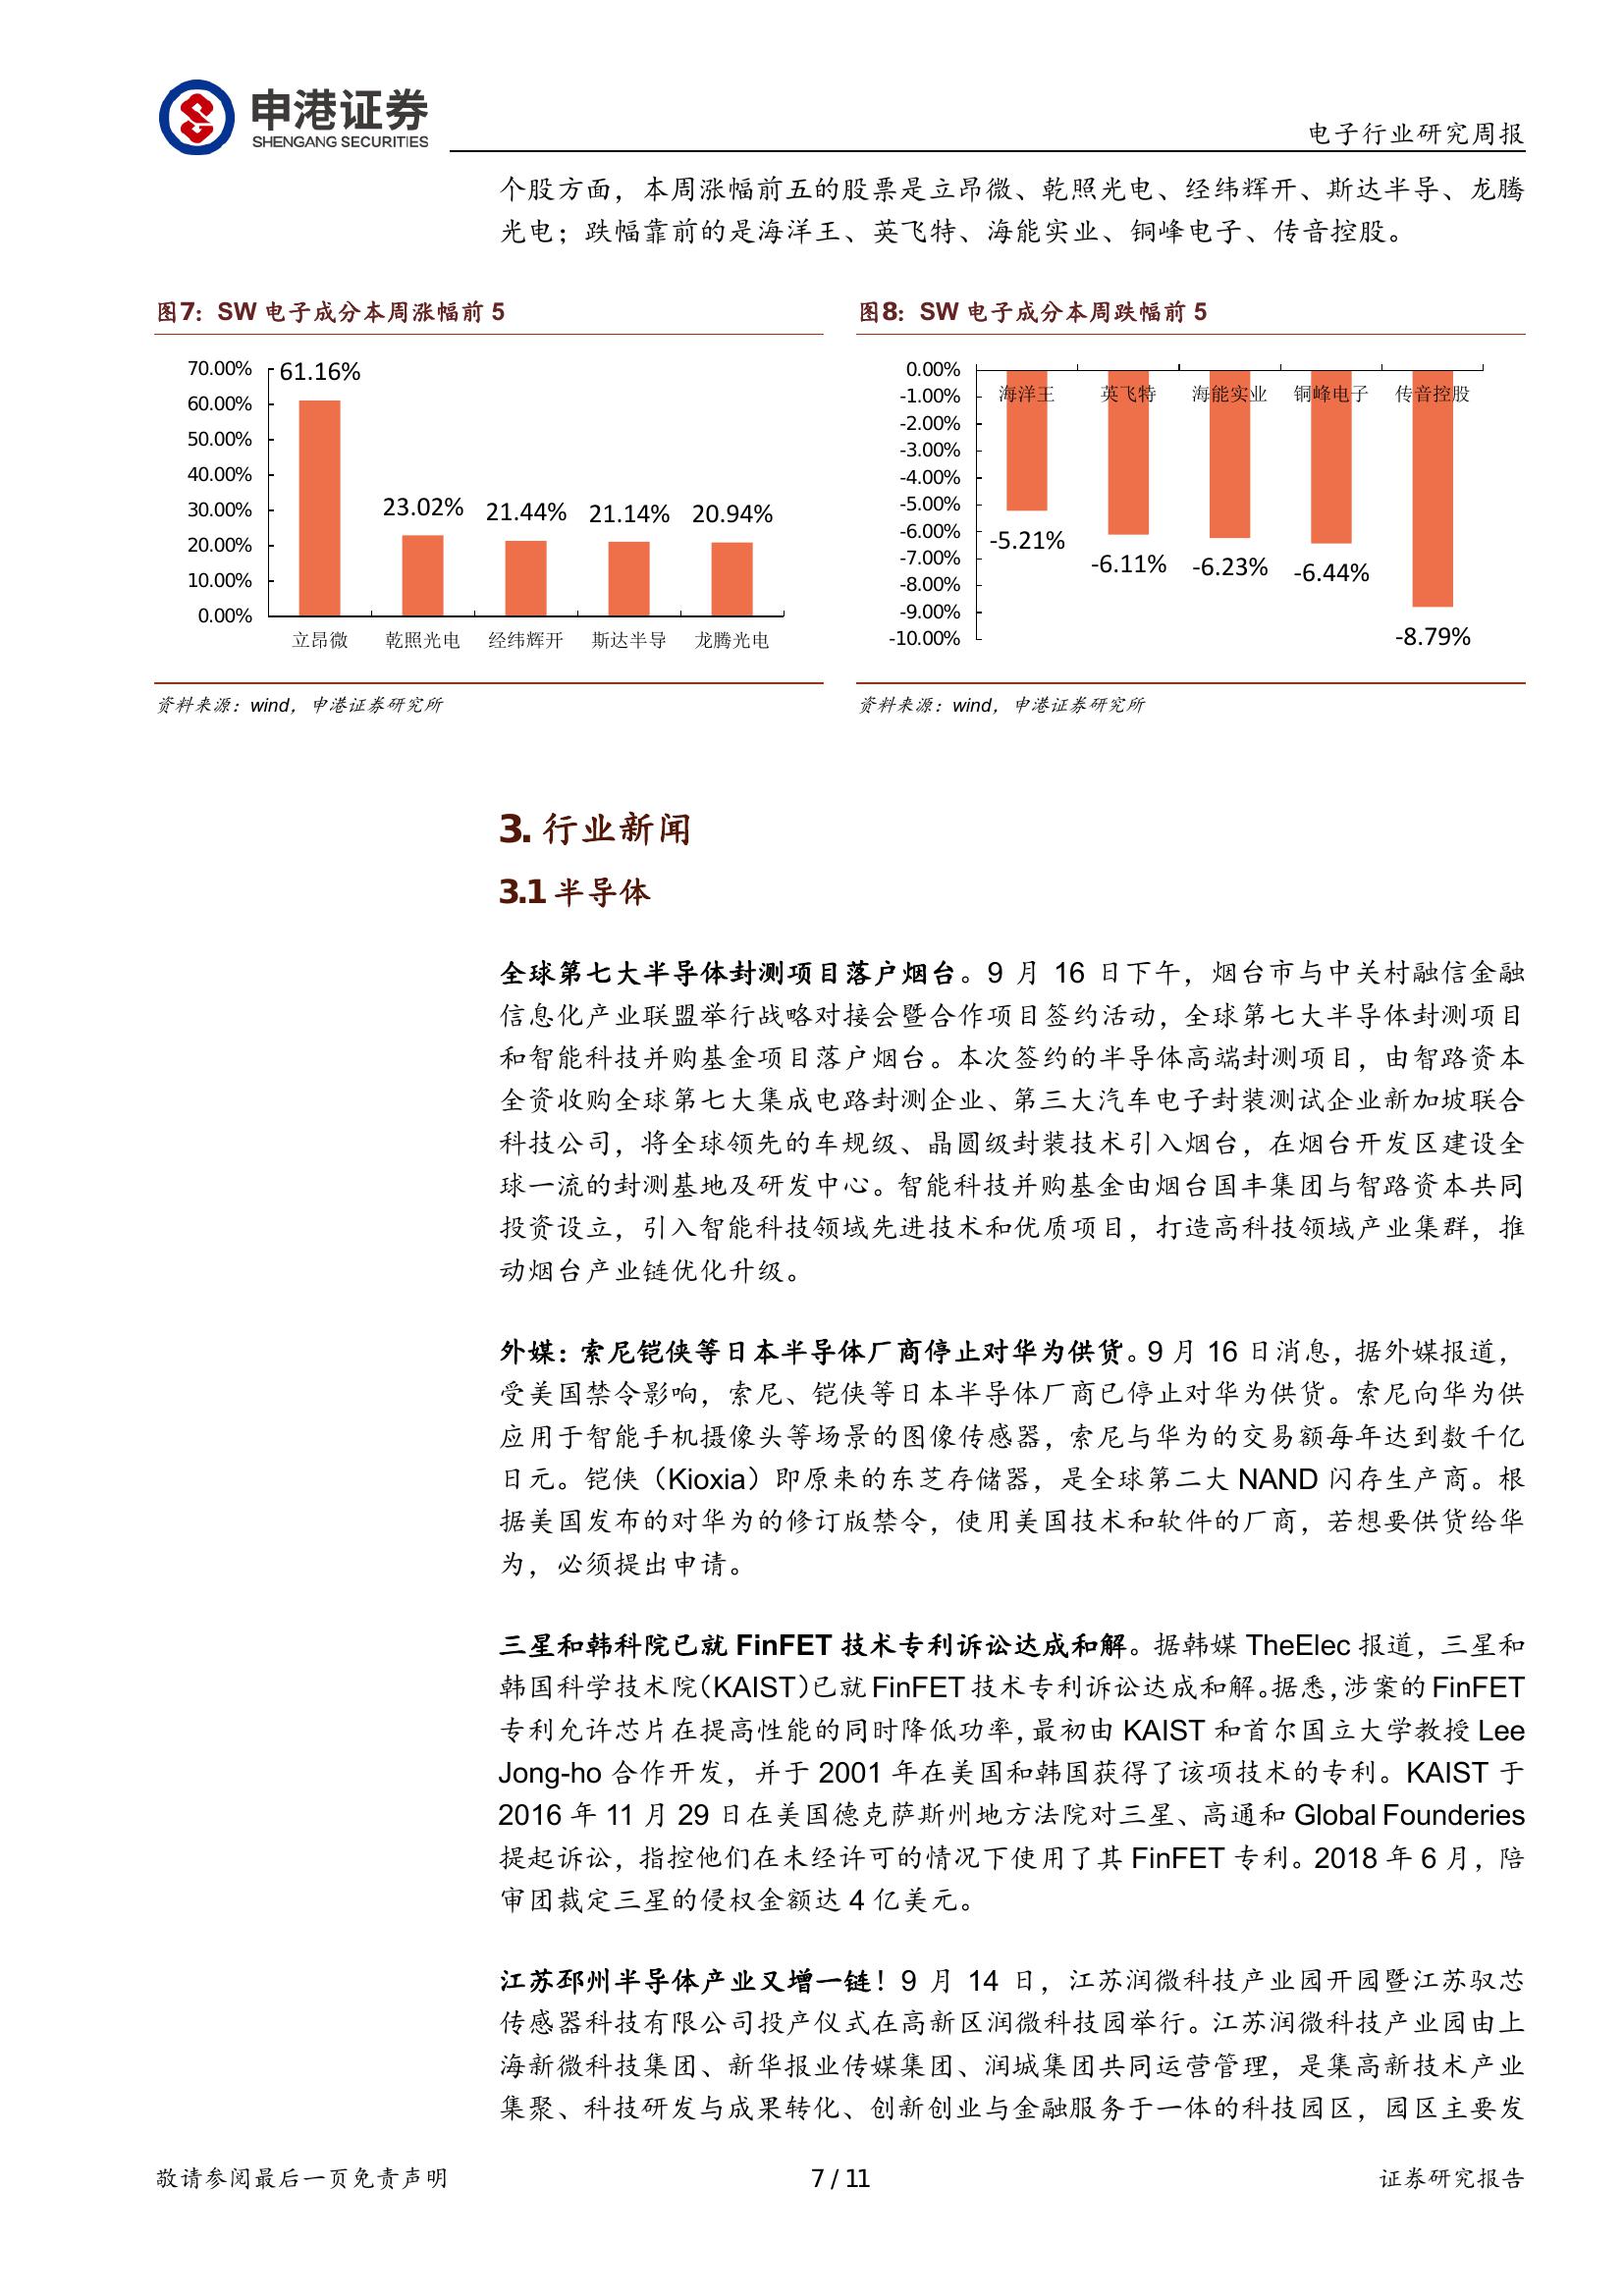 申港证券
SHENGANG SECURITIES
电子行业研究周报
个股方面，本周涨幅前五的股票是立昂微、乾照光电、经纬辉开、斯达半导、龙腾
光电；跌幅靠前的是海洋王、英飞特、海能实业、铜峰电子、传音控股。
图7：SW 电子成分本周涨幅前 5
70.00%
60.00%
50.00%
40.00%
30.00%
20.00%
10.00%
0.00%
61.16%
23.02%
21.44%
21.14%
20.94%
立昂微
乾照光电
经纬辉开
斯达半导
龙腾光电
资料来源：wind，申港证券研究所
图8：SW 电子成分本周跌幅前 5
0.00%
-1.00%
-2.00%
-3.00%
-4.00%
-5.00%
-6.00%
-7.00%
-8.00%
-9.00%
-10.00%
海洋王
英飞特
海能实业
铜峰电子
传音控股
-5.21%
-6.11%
-6.23%
-6.44%
-8.79%
资料来源：wind，申港证券研究所
3. 行业新闻
3.1 半导体
全球第七大半导体封测项目落户烟台。9 月 16 日下午，烟台市与中关村融信金融
信息化产业联盟举行战略对接会暨合作项目签约活动，全球第七大半导体封测项目
和智能科技并购基金项目落户烟台。本次签约的半导体高端封测项目，由智路资本
全资收购全球第七大集成电路封测企业、第三大汽车电子封装测试企业新加坡联合
科技公司，将全球领先的车规级、晶圆级封装技术引入烟台，在烟台开发区建设全
球一流的封测基地及研发中心。智能科技并购基金由烟台国丰集团与智路资本共同
投资设立，引入智能科技领域先进技术和优质项目，打造高科技领域产业集群，推
动烟台产业链优化升级。
外媒：索尼铠侠等日本半导体厂商停止对华为供货。9 月 16 日消息，据外媒报道，
受美国禁令影响，索尼、铠侠等日本半导体厂商已停止对华为供货。索尼向华为供
应用于智能手机摄像头等场景的图像传感器，索尼与华为的交易额每年达到数千亿
日元。铠侠（Kioxia）即原来的东芝存储器，是全球第二大 NAND 闪存生产商。根
据美国发布的对华为的修订版禁令，使用美国技术和软件的厂商，若想要供货给华
为，必须提出申请。
三星和韩科院已就 FinFET 技术专利诉讼达成和解。据韩媒 TheElec 报道，三星和
韩国科学技术院（KAIST）已就 FinFET 技术专利诉讼达成和解。据悉，涉案的 FinFET
专利允许芯片在提高性能的同时降低功率，最初由 KAIST 和首尔国立大学教授 Lee
Jong-ho 合作开发，并于 2001 年在美国和韩国获得了该项技术的专利。KAIST 于
2016 年 11 月 29 日在美国德克萨斯州地方法院对三星、高通和 Global Founderies
提起诉讼，指控他们在未经许可的情况下使用了其 FinFET 专利。2018 年 6 月，陪
审团裁定三星的侵权金额达 4 亿美元。
江苏邳州半导体产业又增一链！9 月 14 日，江苏润微科技产业园开园暨江苏驭芯
传感器科技有限公司投产仪式在高新区润微科技园举行。江苏润微科技产业园由上
海新微科技集团、新华报业传媒集团、润城集团共同运营管理，是集高新技术产业
集聚、科技研发与成果转化、创新创业与金融服务于一体的科技园区，园区主要发
敬请参阅最后一页免责声明
7 / 11
证券研究报告